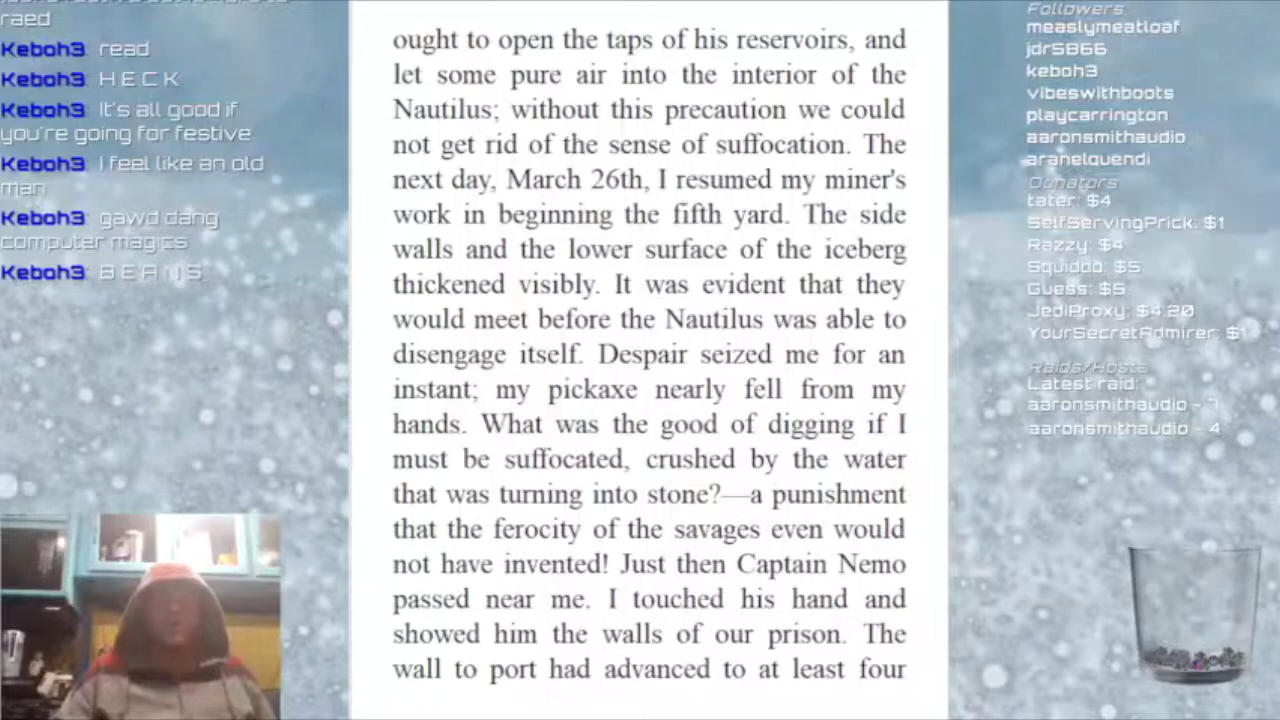 raed
Keboh3 read
Keboh3 H E C K
Keboh3 It's all good if
you're going for festive
Keboh3 I feel like an old
man
Keboh3 gawd dang
computer magics
Keboh3 B E A N S
ought to open the taps of his reservoirs, and
let some pure air into the interior of the
Nautilus; without this precaution we could
not get rid of the sense of suffocation. The
next day, March 26th, I resumed my miner's
work in beginning the fifth yard. The side
walls and the lower surface of the iceberg
thickened visibly. It was evident that they
would meet before the Nautilus was able to
disengage itself. Despair seized me for an
instant; my pickaxe nearly fell from my
hands. What was the good of digging if I
must be suffocated, crushed by the water
that was turning into stone?—a punishment
that the ferocity of the savages even would
not have invented! Just then Captain Nemo
passed near me. I touched his hand and
showed him the walls of our prison. The
wall to port had advanced to at least four
Followers
measlymeatloaf
jdr5866
keboh3
vibeswithboots
playcarrington
aaronsmithaudio
aranelquendi
Donators
tater: $4
SelfServingPrick: $1
Razzy: $4
Squiddo: $5
Guess: $5
JediProxy: $4.20
YourSecretAdmirer: $1
Raids/Hosts
Latest raid:
aaronsmithaudio - 7
aaronsmithaudio - 4